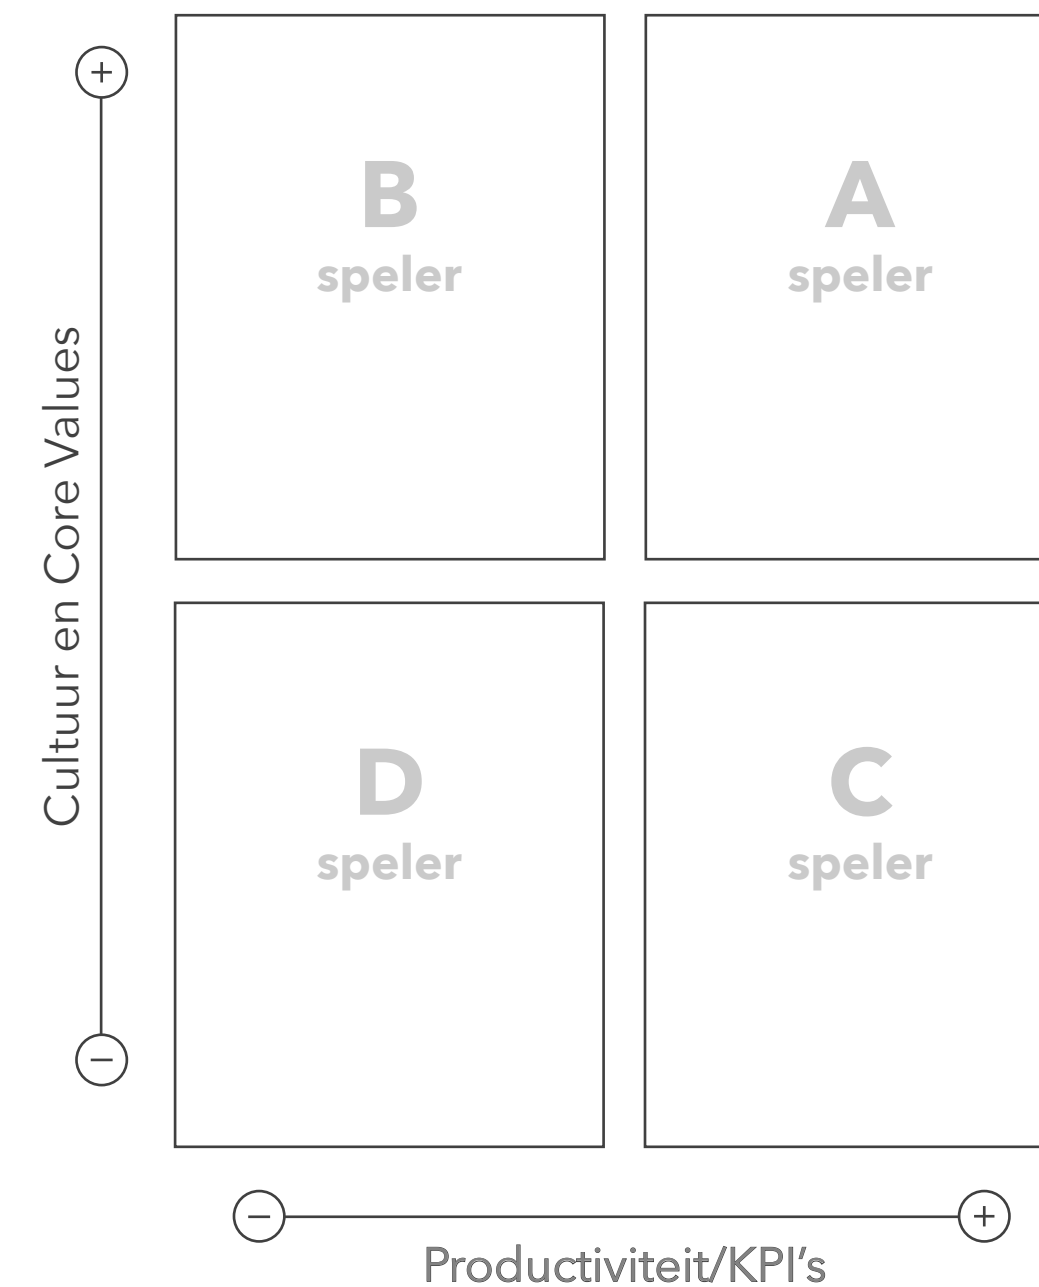 +
B
speler
A
speler
Cultuur en Core Values
D
speler
C
speler
−
− +
Productiviteit/KPI’s